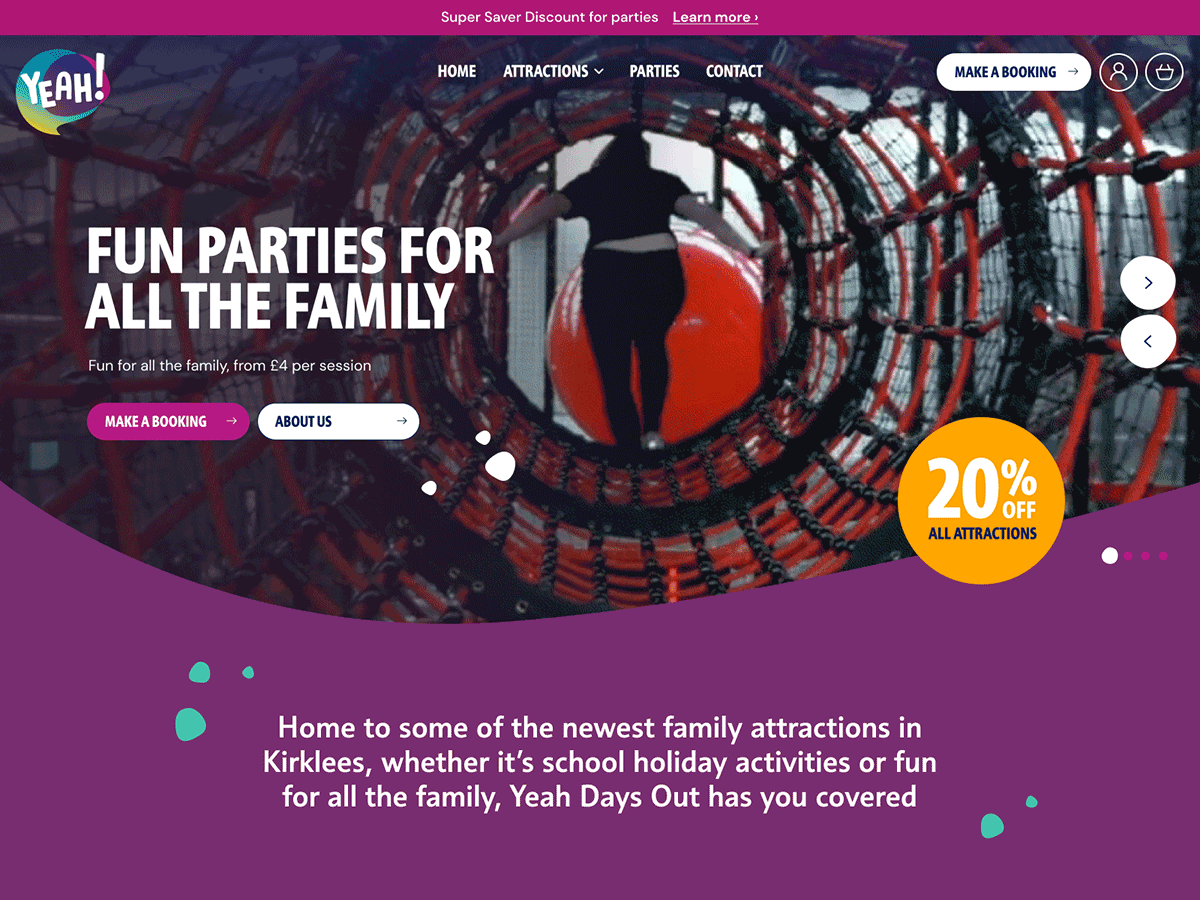 Super Saver Discount for parties Learn more ›
YEAH!
HOME ATTRACTIONS PARTIES CONTACT
MAKE A BOOKING →
FUN PARTIES FOR
ALL THE FAMILY
Fun for all the family, from £4 per session
MAKE A BOOKING →
ABOUT US →
20%
OFF
ALL ATTRACTIONS
Home to some of the newest family attractions in
Kirklees, whether it’s school holiday activities or fun
for all the family, Yeah Days Out has you covered